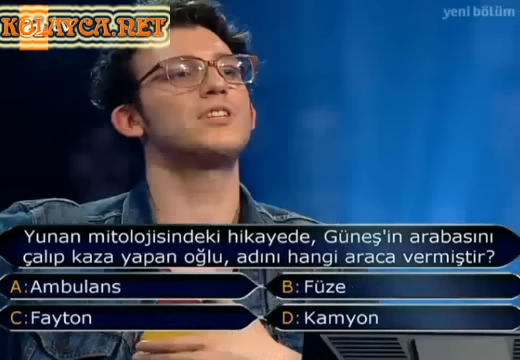 KOLAYCA.NET
yeni bölüm
Yunan mitolojisindeki hikayede, Güneş'in arabasını
çalıp kaza yapan oğlu, adını hangi araca vermiştir?
A: Ambulans
B: Füze
C: Fayton
D: Kamyon